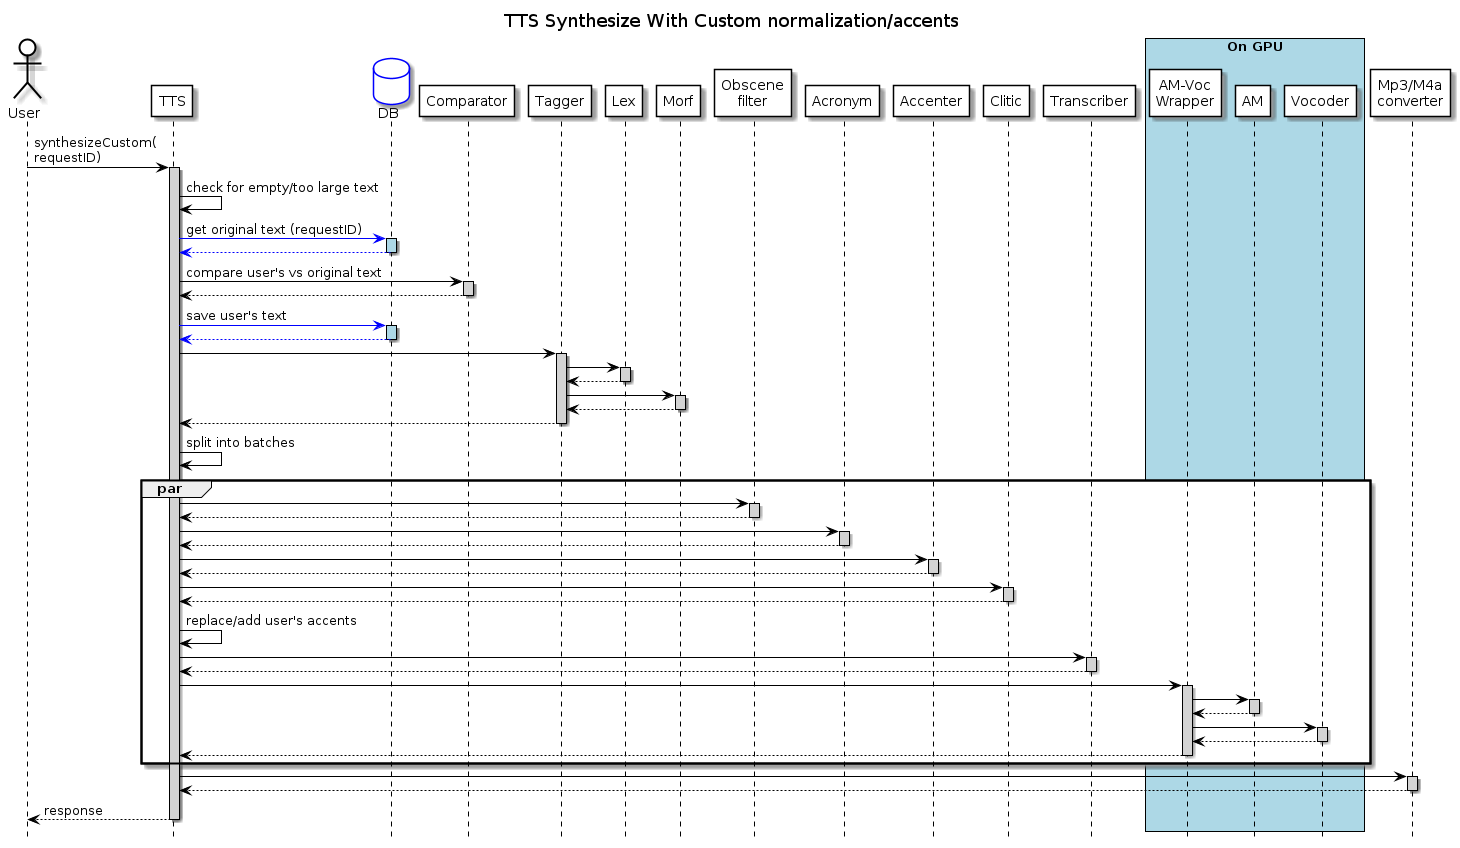 TTS Synthesize With Custom normalization/accents
On GPU
User
TTS
DB
Comparator
Tagger
Lex
Morf
Obscene
filter
Acronym
Accenter
Clitic
Transcriber
AM-Voc
Wrapper
AM
Vocoder
Mp3/M4a
converter
synthesizeCustom(
requestID)
check for empty/too large text
get original text (requestID)
compare user's vs original text
save user's text
split into batches
par
replace/add user's accents
response